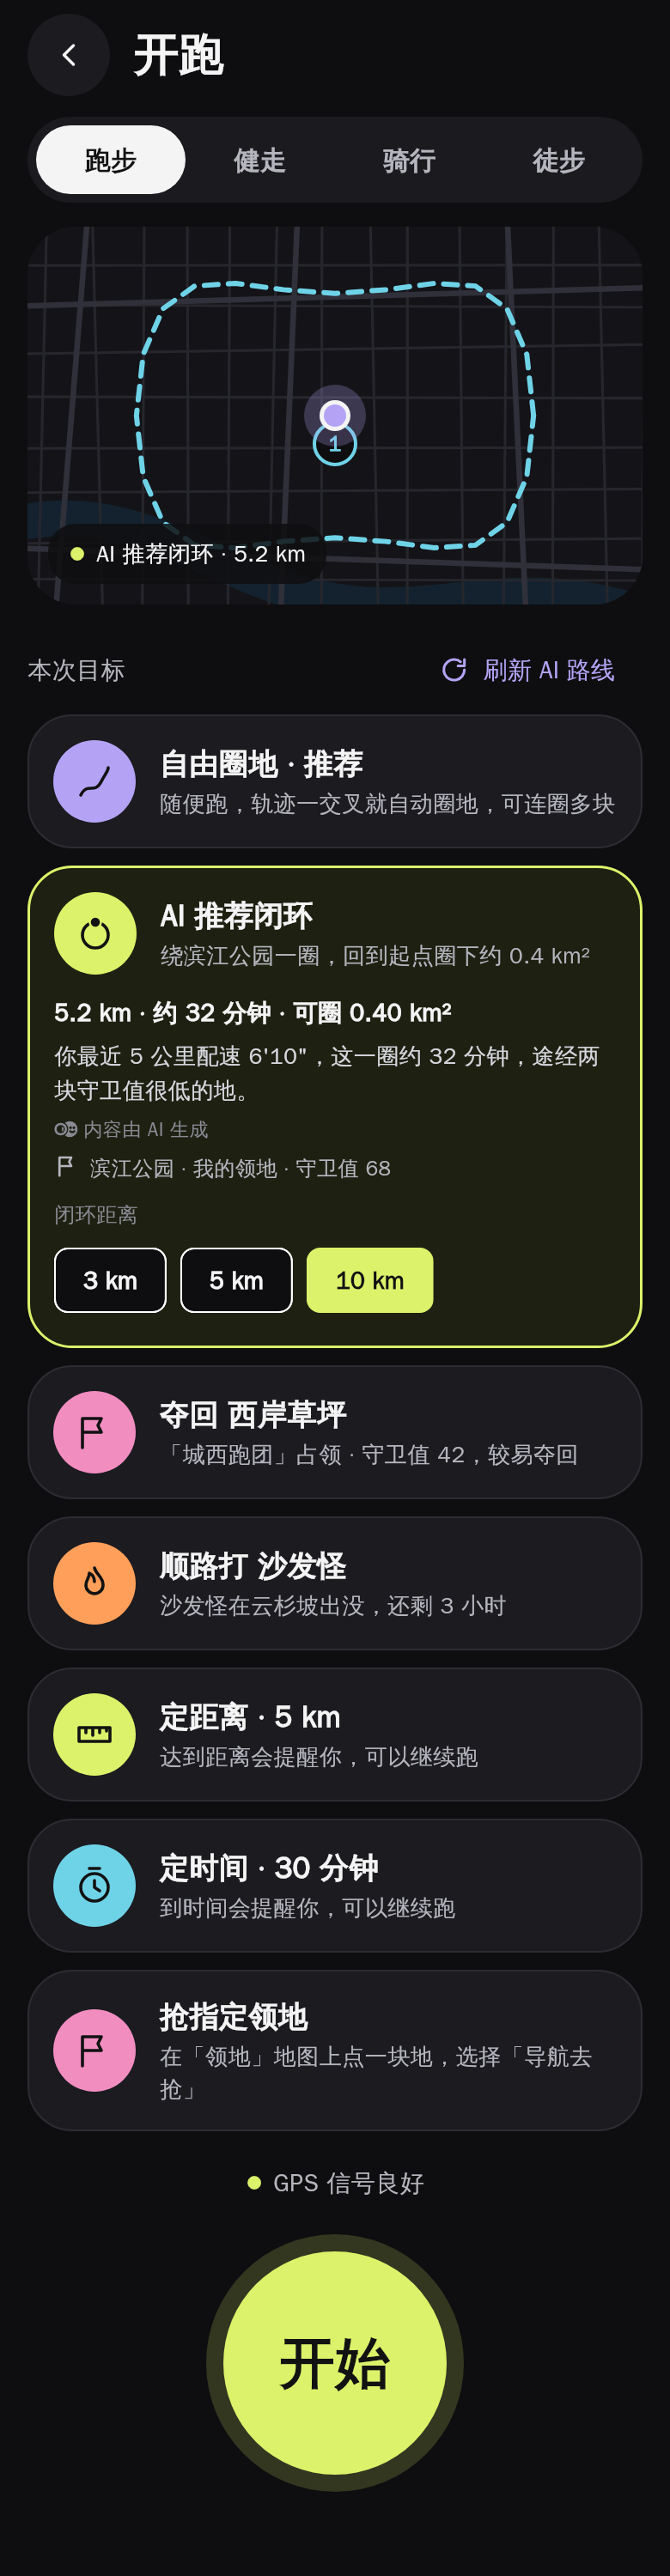 开跑
跑步
健走
骑行
徒步
1
AI 推荐闭环 · 5.2 km
本次目标
刷新 AI 路线
自由圈地 · 推荐
随便跑，轨迹一交叉就自动圈地，可连圈多块
AI 推荐闭环
绕滨江公园一圈，回到起点圈下约 0.4 km²
5.2 km · 约 32 分钟 · 可圈 0.40 km²
你最近 5 公里配速 6'10"，这一圈约 32 分钟，途经两
块守卫值很低的地。
内容由 AI 生成
滨江公园 · 我的领地 · 守卫值 68
闭环距离
3 km
5 km
10 km
夺回 西岸草坪
「城西跑团」占领 · 守卫值 42，较易夺回
顺路打 沙发怪
沙发怪在云杉坡出没，还剩 3 小时
定距离 · 5 km
达到距离会提醒你，可以继续跑
定时间 · 30 分钟
到时间会提醒你，可以继续跑
抢指定领地
在「领地」地图上点一块地，选择「导航去
抢」
GPS 信号良好
开始